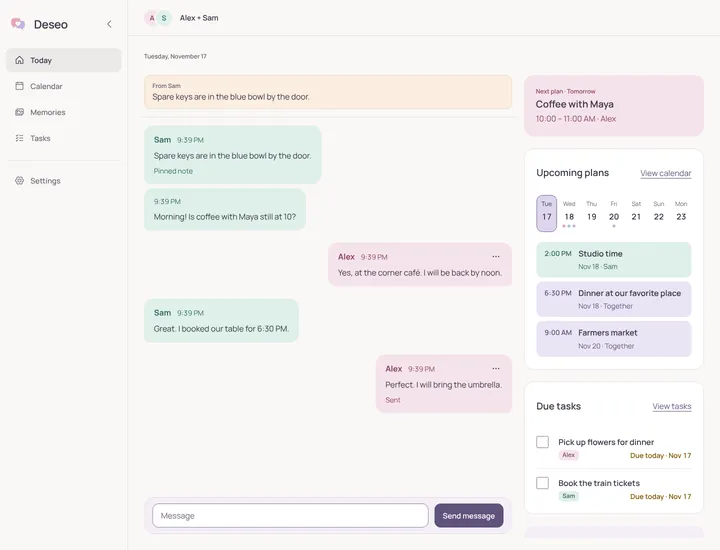 Deseo
Today
Calendar
Memories
Tasks
Settings
A S Alex + Sam
Tuesday, November 17
From Sam
Spare keys are in the blue bowl by the door.
Sam 9:39 PM
Spare keys are in the blue bowl by the door.
Pinned note
9:39 PM
Morning! Is coffee with Maya still at 10?
Alex 9:39 PM ···
Yes, at the corner café. I will be back by noon.
Sam 9:39 PM
Great. I booked our table for 6:30 PM.
Alex 9:39 PM ···
Perfect. I will bring the umbrella.
Sent
Message
Send message
Next plan · Tomorrow
Coffee with Maya
10:00 – 11:00 AM · Alex
Upcoming plans View calendar
Tue Wed Thu Fri Sat Sun Mon
17 18 19 20 21 22 23
2:00 PM Studio time
Nov 18 · Sam
6:30 PM Dinner at our favorite place
Nov 18 · Together
9:00 AM Farmers market
Nov 20 · Together
Due tasks View tasks
Pick up flowers for dinner
Alex Due today · Nov 17
Book the train tickets
Sam Due today · Nov 17